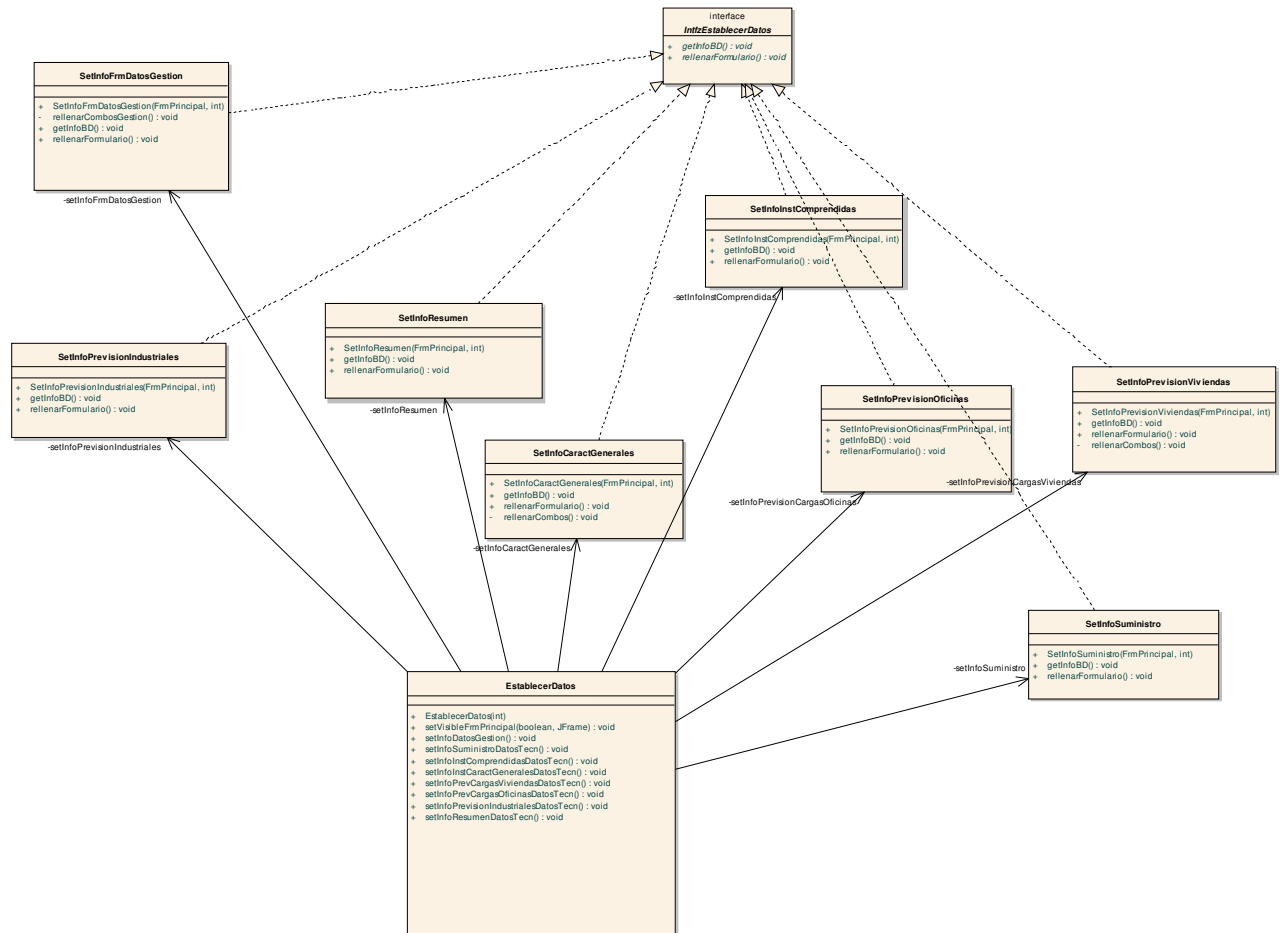 interface
IntfzEstablecerDatos
+ getInfoBD() : void
+ rellenarFormulario() : void
SetInfoFrmDatosGestion
+ SetInfoFrmDatosGestion(FrmPrincipal, int)
- rellenarCombosGestion() : void
+ getInfoBD() : void
+ rellenarFormulario() : void
-setInfoFrmDatosGestion
SetInfoInstComprendidas
+ SetInfoInstComprendidas(FrmPrincipal, int)
+ getInfoBD() : void
+ rellenarFormulario() : void
-setInfoInstComprendidas
SetInfoResumen
+ SetInfoResumen(FrmPrincipal, int)
+ getInfoBD() : void
+ rellenarFormulario() : void
-setInfoResumen
SetInfoPrevisionIndustriales
+ SetInfoPrevisionIndustriales(FrmPrincipal, int)
+ getInfoBD() : void
+ rellenarFormulario() : void
-setInfoPrevisionIndustriales
SetInfoPrevisionViviendas
+ SetInfoPrevisionViviendas(FrmPrincipal, int)
+ getInfoBD() : void
+ rellenarFormulario() : void
- rellenarCombos() : void
-setInfoPrevisionCargasViviendas
SetInfoPrevisionOficinas
+ SetInfoPrevisionOficinas(FrmPrincipal, int)
+ getInfoBD() : void
+ rellenarFormulario() : void
-setInfoPrevisionCargasOficinas
SetInfoCaractGenerales
+ SetInfoCaractGenerales(FrmPrincipal, int)
+ getInfoBD() : void
+ rellenarFormulario() : void
- rellenarCombos() : void
-setInfoCaractGenerales
SetInfoSuministro
+ SetInfoSuministro(FrmPrincipal, int)
+ getInfoBD() : void
+ rellenarFormulario() : void
-setInfoSuministro
EstablecerDatos
+ EstablecerDatos(int)
+ setVisibleFrmPrincipal(boolean, JFrame) : void
+ setInfoDatosGestion() : void
+ setInfoSuministroDatosTecn() : void
+ setInfoInstComprendidasDatosTecn() : void
+ setInfoInstCaractGeneralesDatosTecn() : void
+ setInfoPrevCargasViviendasDatosTecn() : void
+ setInfoPrevCargasOficinasDatosTecn() : void
+ setInfoPrevisionIndustrialesDatosTecn() : void
+ setInfoResumenDatosTecn() : void